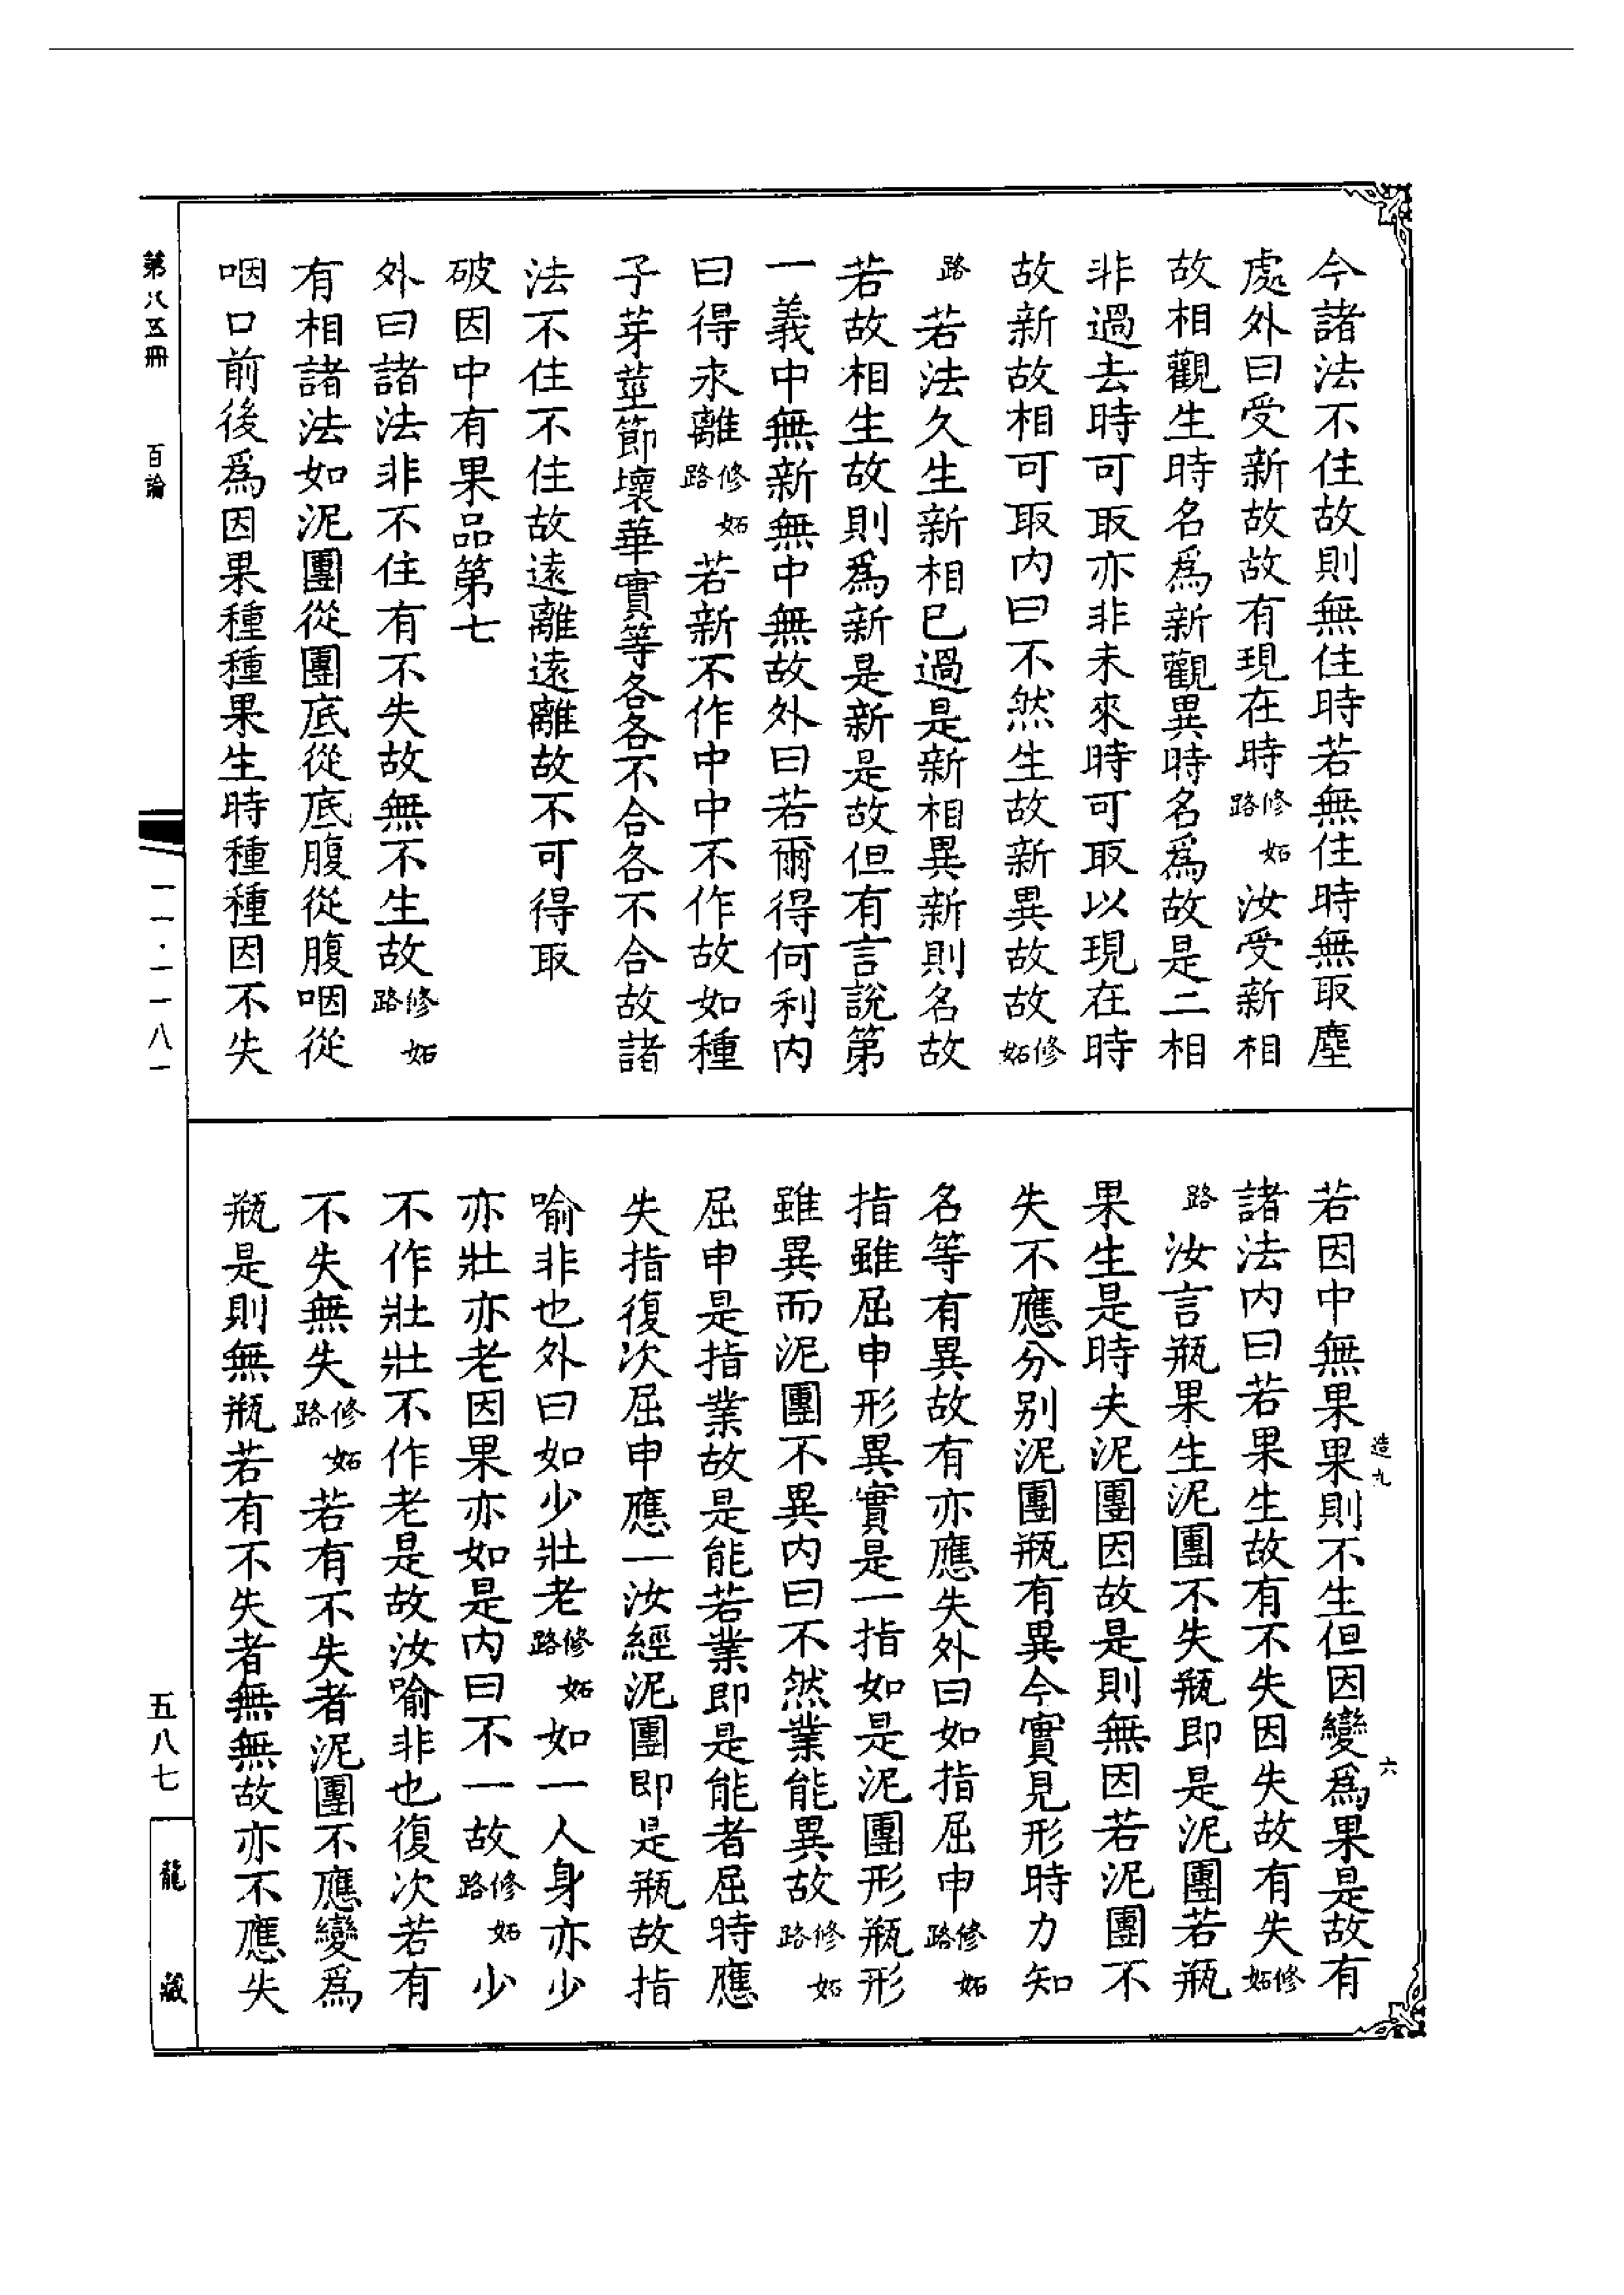 今諸法不住故則無住時若無住時無取塵
處外曰受新故故有現在時修妬路汝受新相
故相觀生時名為新觀異時名為故是二相
非過去時可取亦非未來時可取以現在時
故新故相可取内曰不然生故新異故故修妬
路若法久生新相已過是新相異新則名故
若故相生故則為新是新是故但有言說第
一義中無新無中無故外曰若爾得何利内
曰得永離修妬路若新不作中中不作故如種
子芽莖節壞華實等各各不合各不合故諸
法不住不住故遠離遠離故不可得取
破因中有果品第七
外曰諸法非不住有不失故無不生故修妬路
有相諸法如泥團從團底從底腹從腹咽從
咽口前後為因果種種果生時種種因不失
若因中無果果則不生但因變為果是故有
諸法内曰若果生故有不失因失故有失修妬
路汝言瓶果生泥團不失瓶即是泥團若瓶
果生是時失泥團因故是則無因若泥團不
失不應分别泥團瓶有異今實見形時力知
名等有異故有亦應失外曰如指屈申修妬路
指雖屈申形異實是一指如是泥團形瓶形
雖異而泥團不異内曰不然業能異故修妬路
屈申是指業故是能若業即是能者屈時應
失指復次屈申應一汝經泥團即是瓶故指
喻非也外曰如少壯老修妬路如一人身亦少
亦壯亦老因果亦如是内曰不一故修妬路少
不作壯壯不作老是故汝喻非也復次若有
不失無失修妬路若有不失者泥團不應變為
瓶是則無瓶若有不失者無無故亦不應失
造九
六
第八五冊
百論
一一·一一八一
五八七
龍藏